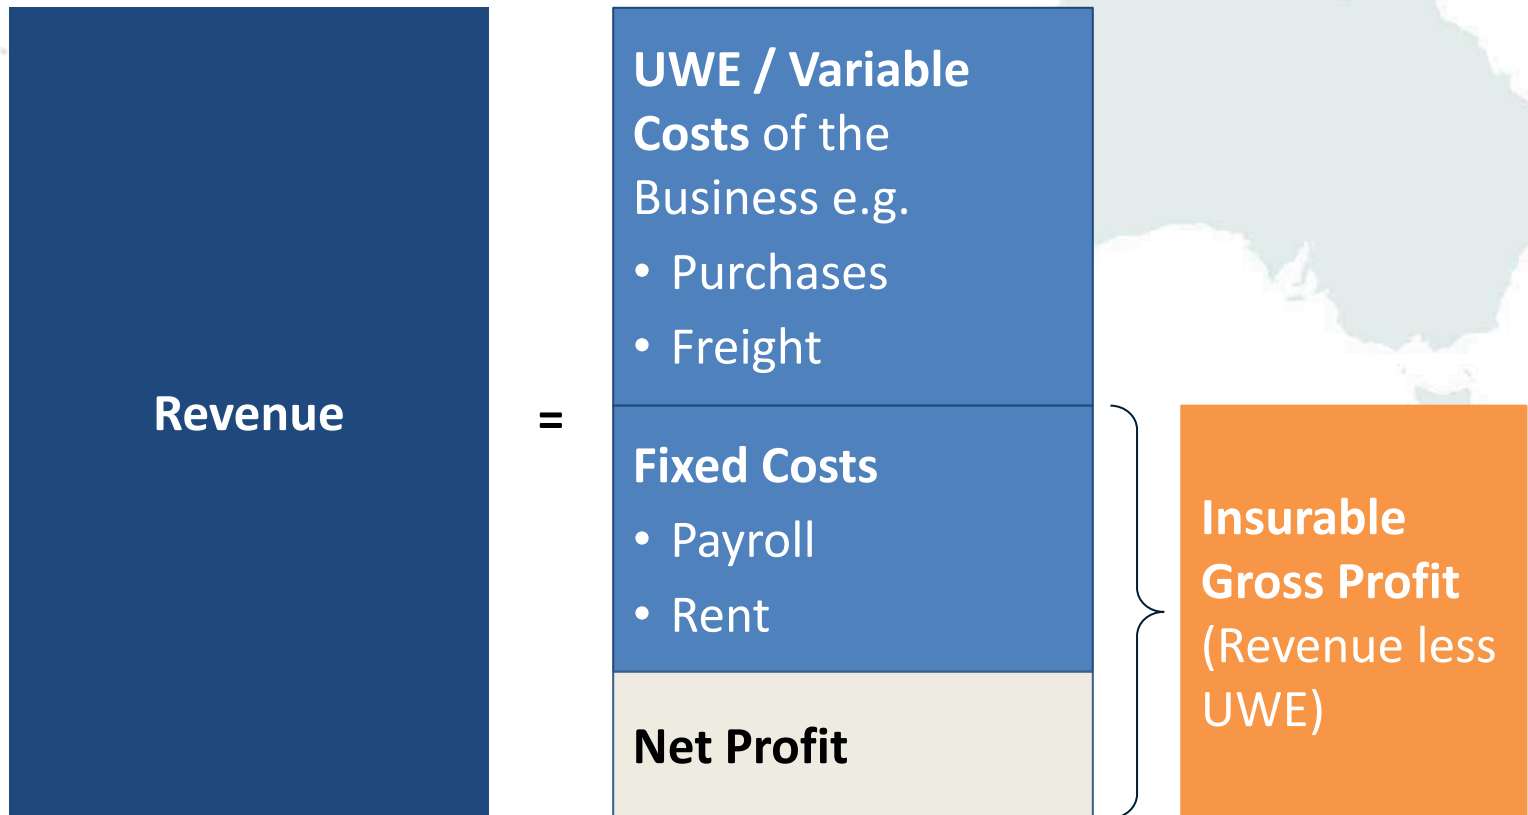 Revenue
=
UWE / Variable
Costs of the
Business e.g.
• Purchases
• Freight
Fixed Costs
• Payroll
• Rent
Net Profit
Insurable
Gross Profit
(Revenue less
UWE)